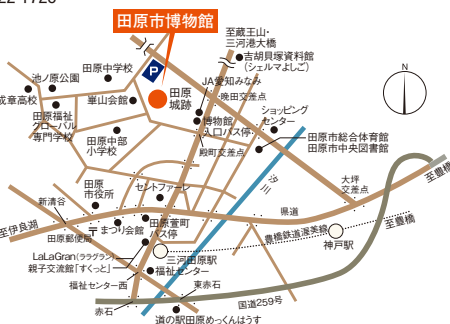 田原市博物館
至蔵王山・
三河港大橋
吉胡貝塚資料館
(シェルマよしご)
田原中学校
池ノ原公園
成章高校
崋山会館
P
田原
城跡
JA愛知みなみ
晩田交差点
ショッピング
センター
田原福祉
グローバル
専門学校
田原中部
小学校
博物館
入口バス停
殿町交差点
田原市総合体育館
田原市中央図書館
汐川
大坪
交差点
至豊橋
田原
市役所
セントファーレ
新清谷
至伊良湖
田原郵便局
〒
まつり会館
田原萱町
バス停
県道
豊橋鉄道渥美線
至豊橋
神戸駅
LaLaGran(ララグラン)
親子交流館「すくっと」
三河田原駅
福祉センター
福祉センター西
東赤石
国道259号
赤石
道の駅田原めっくんはうす